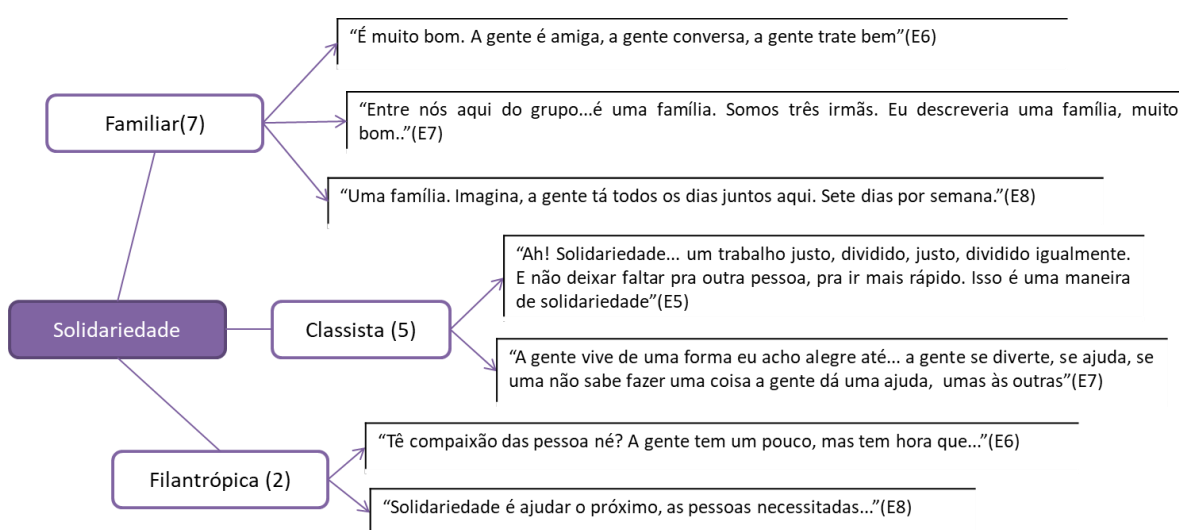 “É muito bom. A gente é amiga, a gente conversa, a gente trate bem”(E6)
Familiar(7)
“Entre nós aqui do grupo...é uma família. Somos três irmãs. Eu descreveria uma família, muito
bom..”(E7)
“Uma família. Imagina, a gente tá todos os dias juntos aqui. Sete dias por semana.”(E8)
Solidariedade
Classista (5)
“Ah! Solidariedade... um trabalho justo, dividido, justo, dividido igualmente.
E não deixar faltar pra outra pessoa, pra ir mais rápido. Isso é uma maneira
de solidariedade”(E5)
“A gente vive de uma forma eu acho alegre até... a gente se diverte, se ajuda, se
uma não sabe fazer uma coisa a gente dá uma ajuda, umas às outras”(E7)
Filantrópica (2)
“Tê compaixão das pessoa né? A gente tem um pouco, mas tem hora que...”(E6)
“Solidariedade é ajudar o próximo, as pessoas necessitadas...”(E8)